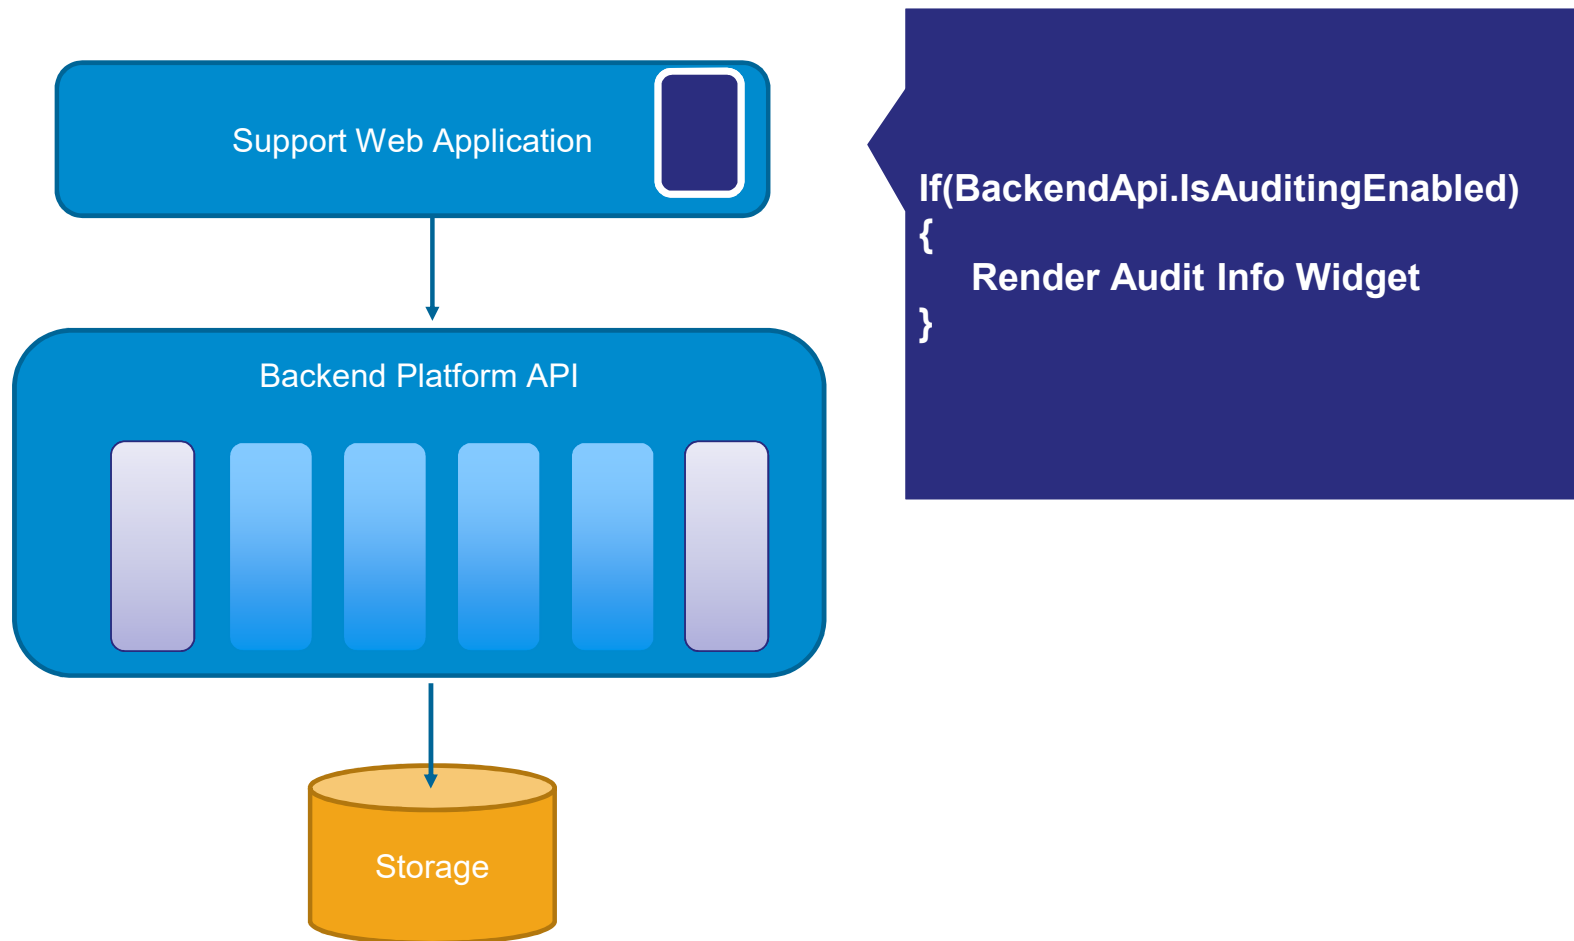 Support Web Application
If(BackendApi.IsAuditingEnabled)
{
Render Audit Info Widget
}
Backend Platform API
Storage